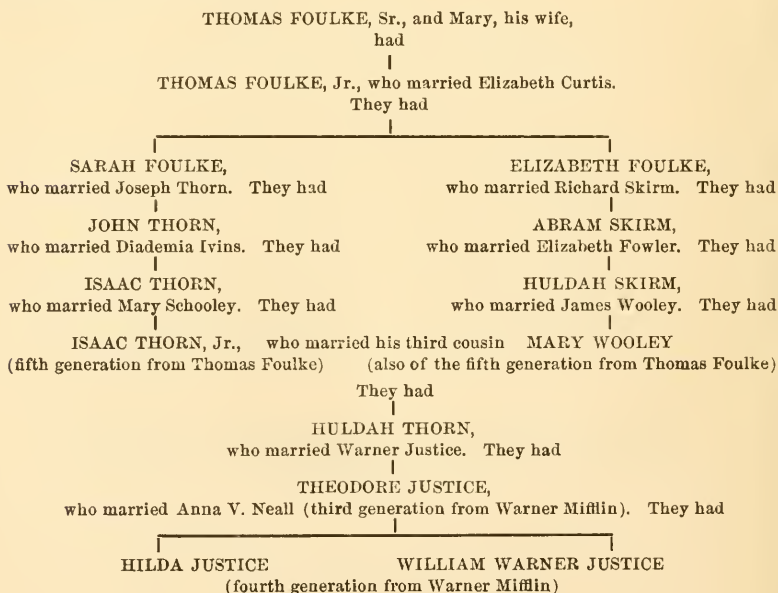 THOMAS FOULKE, Sr., and Mary, his wife,
had
THOMAS FOULKE, Jr., who married Elizabeth Curtis.
They had
SARAH FOULKE,
who married Joseph Thorn. They had
JOHN THORN,
who married Diademia Ivins. They had
ISAAC THORN,
who married Mary Schooley. They had
ELIZABETH FOULKE,
who married Richard Skirm. They had
ABRAM SKIRM,
who married Elizabeth Fowler. They had
HULDAH SKIRM,
who married James Wooley. They had
ISAAC THORN, Jr., who married his third cousin MARY WOOLEY
(fifth generation from Thomas Foulke) (also of the fifth generation from Thomas Foulke)
They had
HULDAH THORN,
who married Warner Justice. They had
THEODORE JUSTICE,
who married Anna V. Neall (third generation from Warner Mifflin). They had
HILDA JUSTICE WILLIAM WARNER JUSTICE
(fourth generation from Warner Mifflin)